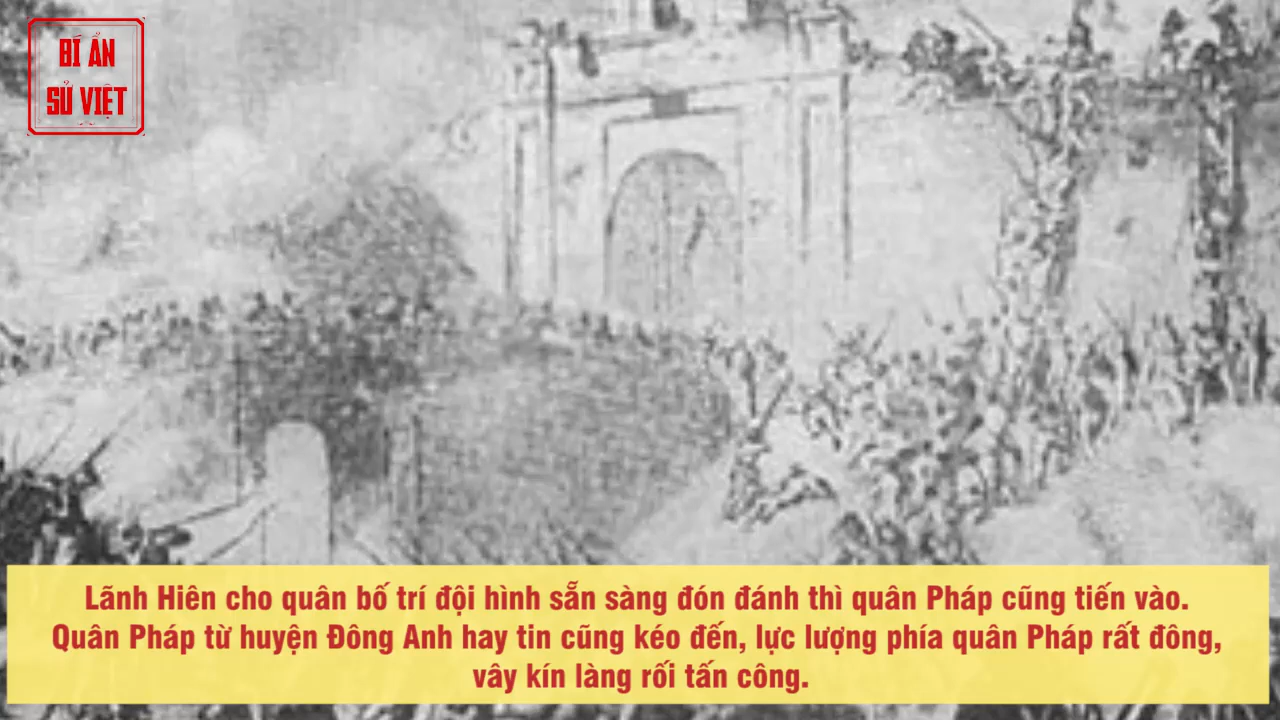 BÍ ẨN
SỬ VIỆT
Lãnh Hiên cho quân bố trí đội hình sẵn sàng đón đánh thì quân Pháp cũng tiến vào.
Quân Pháp từ huyện Đông Anh hay tin cũng kéo đến, lực lượng phía quân Pháp rất đông,
vây kín làng rối tấn công.